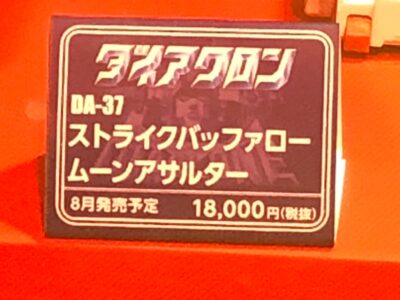 ダイアクロン
DA-37
ストライクバッファロー
ムーンアサルター
8月発売予定 18,000円(税抜)